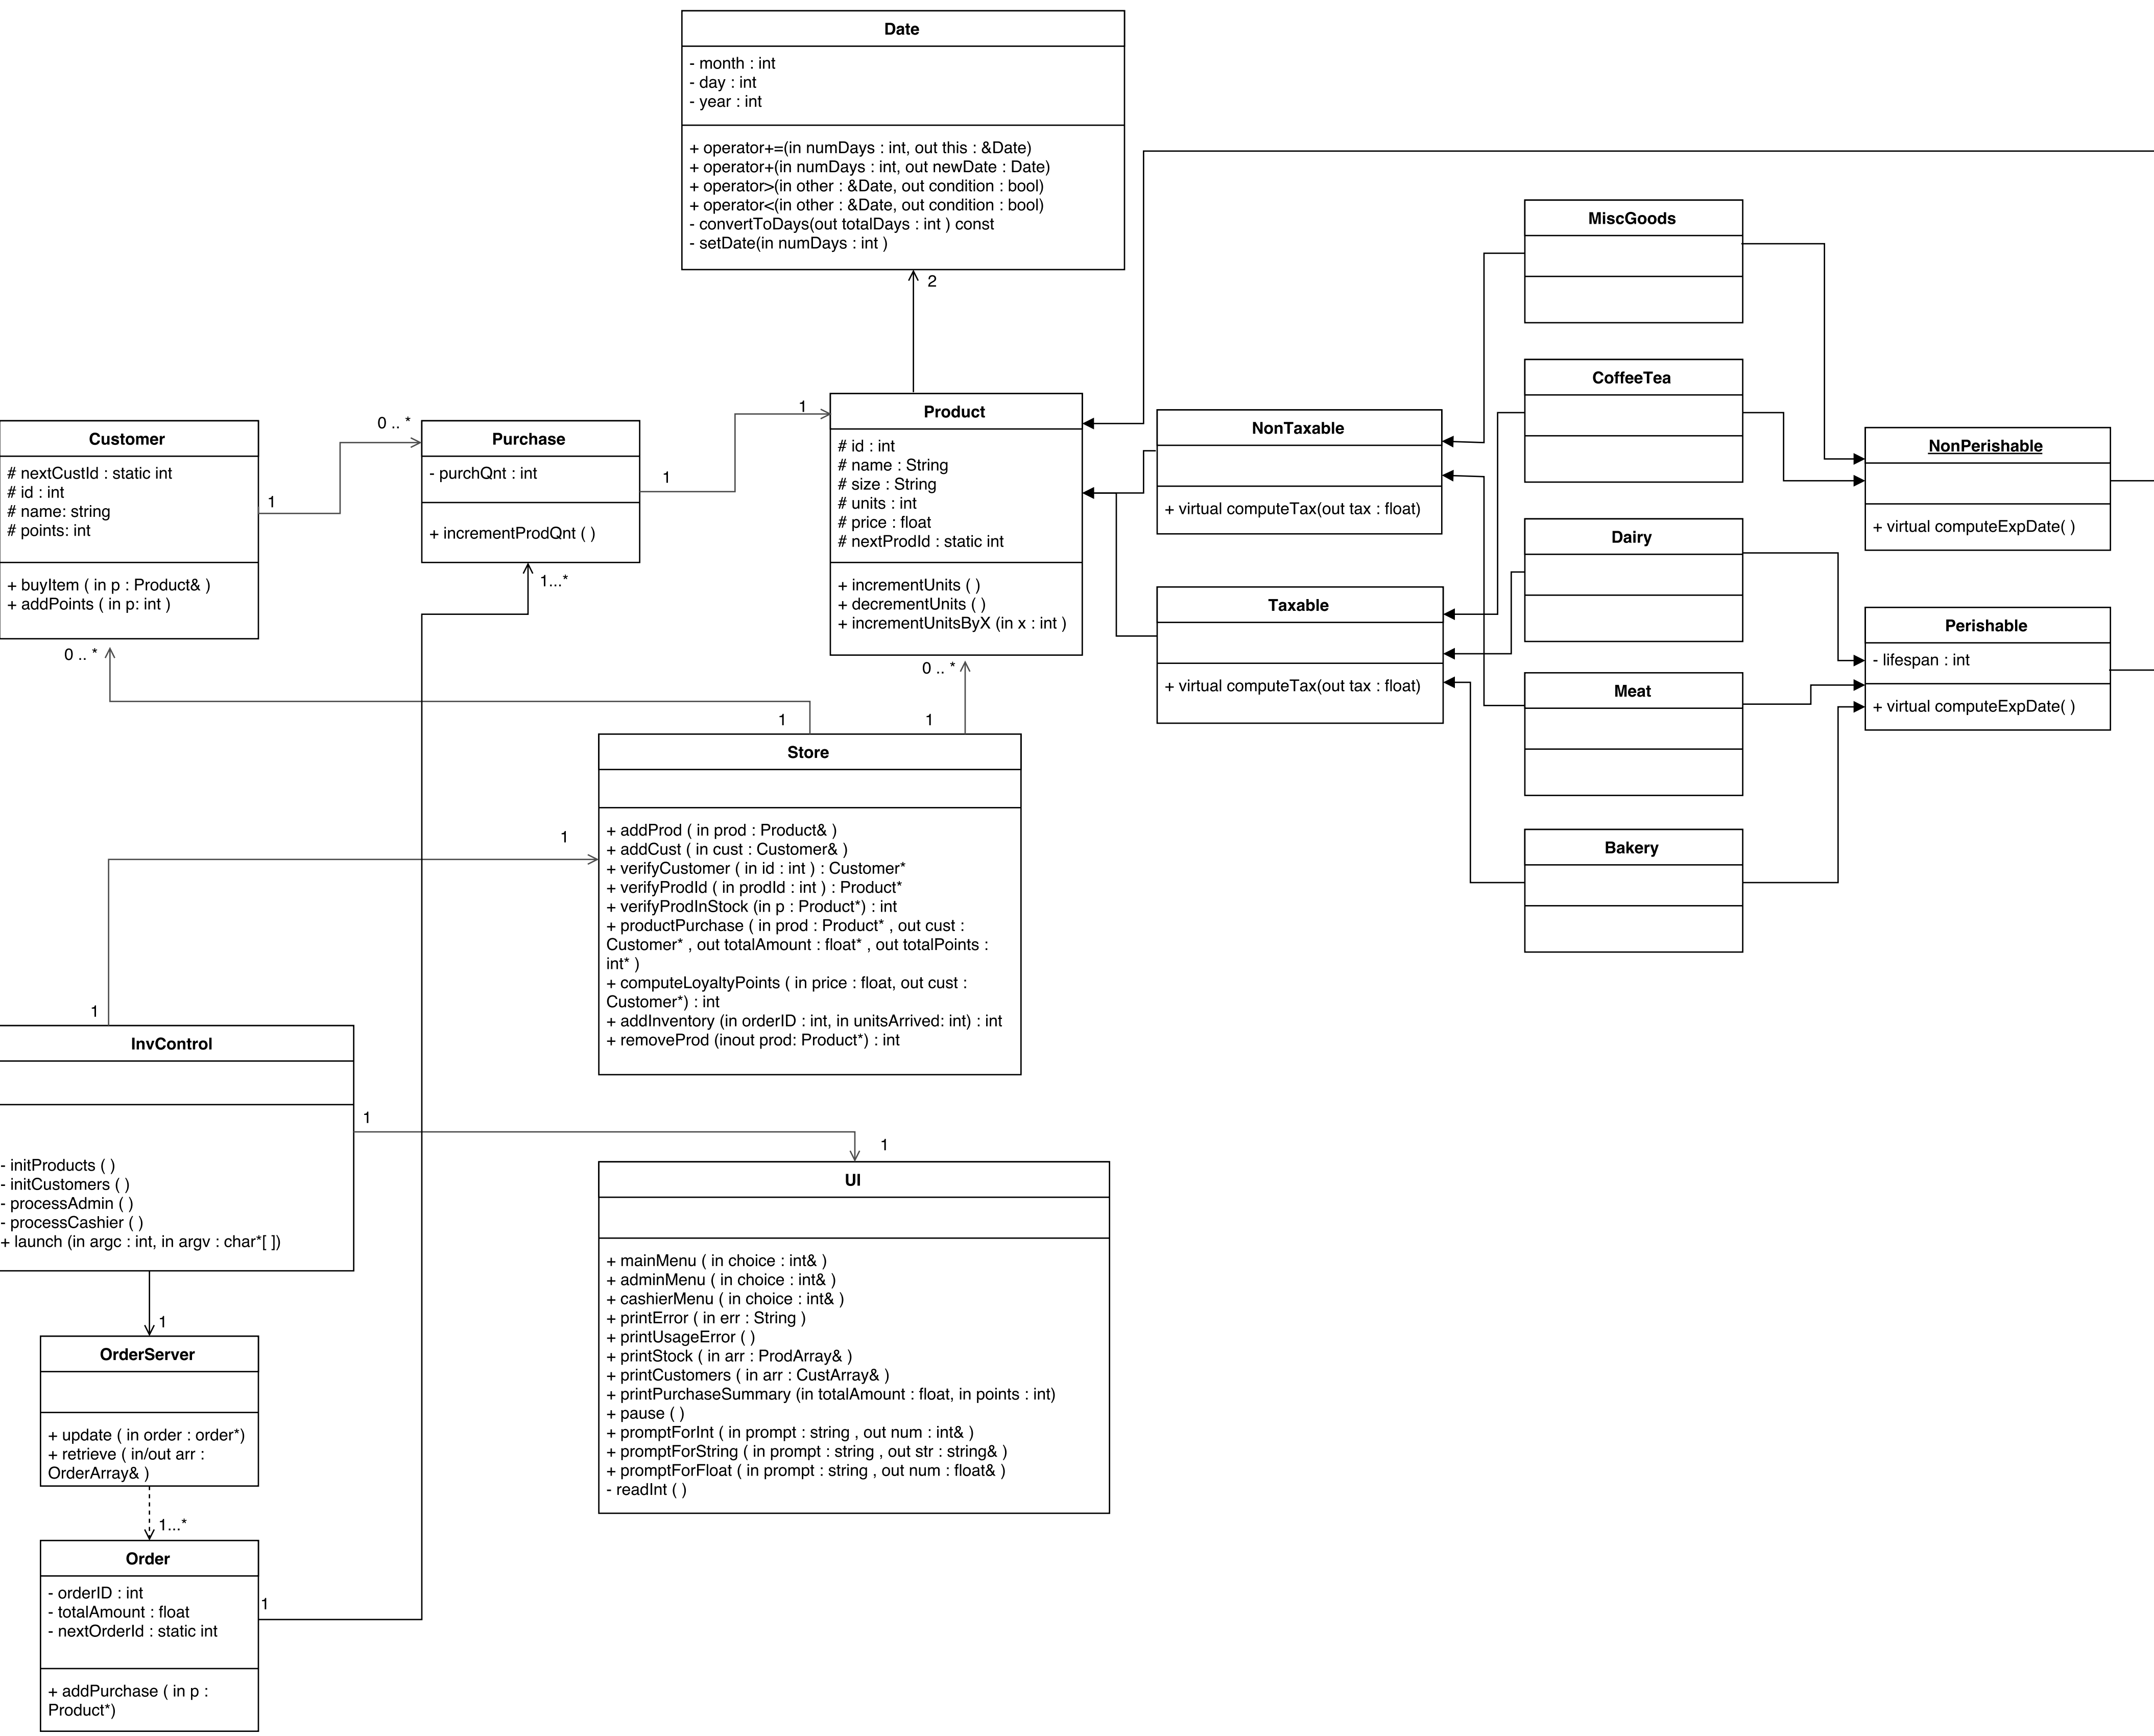 Date
- month : int
- day : int
- year : int
+ operator+=(in numDays : int, out this : &Date)
+ operator+(in numDays : int, out newDate : Date)
+ operator>(in other : &Date, out condition : bool)
+ operator<(in other : &Date, out condition : bool)
- convertToDays(out totalDays : int ) const
- setDate(in numDays : int )
2
Customer
# nextCustId : static int
# id : int
# name: string
# points: int
+ buyItem ( in p : Product& )
+ addPoints ( in p: int )
1
0 .. *
0 .. *
Purchase
- purchQnt : int
+ incrementProdQnt ( )
1
1
1...*
Product
# id : int
# name : String
# size : String
# units : int
# price : float
# nextProdId : static int
+ incrementUnits ( )
+ decrementUnits ( )
+ incrementUnitsByX (in x : int )
0 .. *
NonTaxable
+ virtual computeTax(out tax : float)
Taxable
+ virtual computeTax(out tax : float)
MiscGoods
CoffeeTea
Dairy
Meat
Bakery
NonPerishable
+ virtual computeExpDate( )
Perishable
- lifespan : int
+ virtual computeExpDate( )
1
1
Store
+ addProd ( in prod : Product& )
+ addCust ( in cust : Customer& )
+ verifyCustomer ( in id : int ) : Customer*
+ verifyProdId ( in prodId : int ) : Product*
+ verifyProdInStock (in p : Product*) : int
+ productPurchase ( in prod : Product* , out cust :
Customer* , out totalAmount : float* , out totalPoints :
int* )
+ computeLoyaltyPoints ( in price : float, out cust :
Customer*) : int
+ addInventory (in orderID : int, in unitsArrived: int) : int
+ removeProd (inout prod: Product*) : int
1
1
InvControl
- initProducts ( )
- initCustomers ( )
- processAdmin ( )
- processCashier ( )
+ launch (in argc : int, in argv : char*[ ])
1
1
UI
+ mainMenu ( in choice : int& )
+ adminMenu ( in choice : int& )
+ cashierMenu ( in choice : int& )
+ printError ( in err : String )
+ printUsageError ( )
+ printStock ( in arr : ProdArray& )
+ printCustomers ( in arr : CustArray& )
+ printPurchaseSummary (in totalAmount : float, in points : int)
+ pause ( )
+ promptForInt ( in prompt : string , out num : int& )
+ promptForString ( in prompt : string , out str : string& )
+ promptForFloat ( in prompt : string , out num : float& )
- readInt ( )
1
OrderServer
+ update ( in order : order*)
+ retrieve ( in/out arr :
OrderArray& )
1...*
Order
- orderID : int
- totalAmount : float
- nextOrderId : static int
+ addPurchase ( in p :
Product*)
1